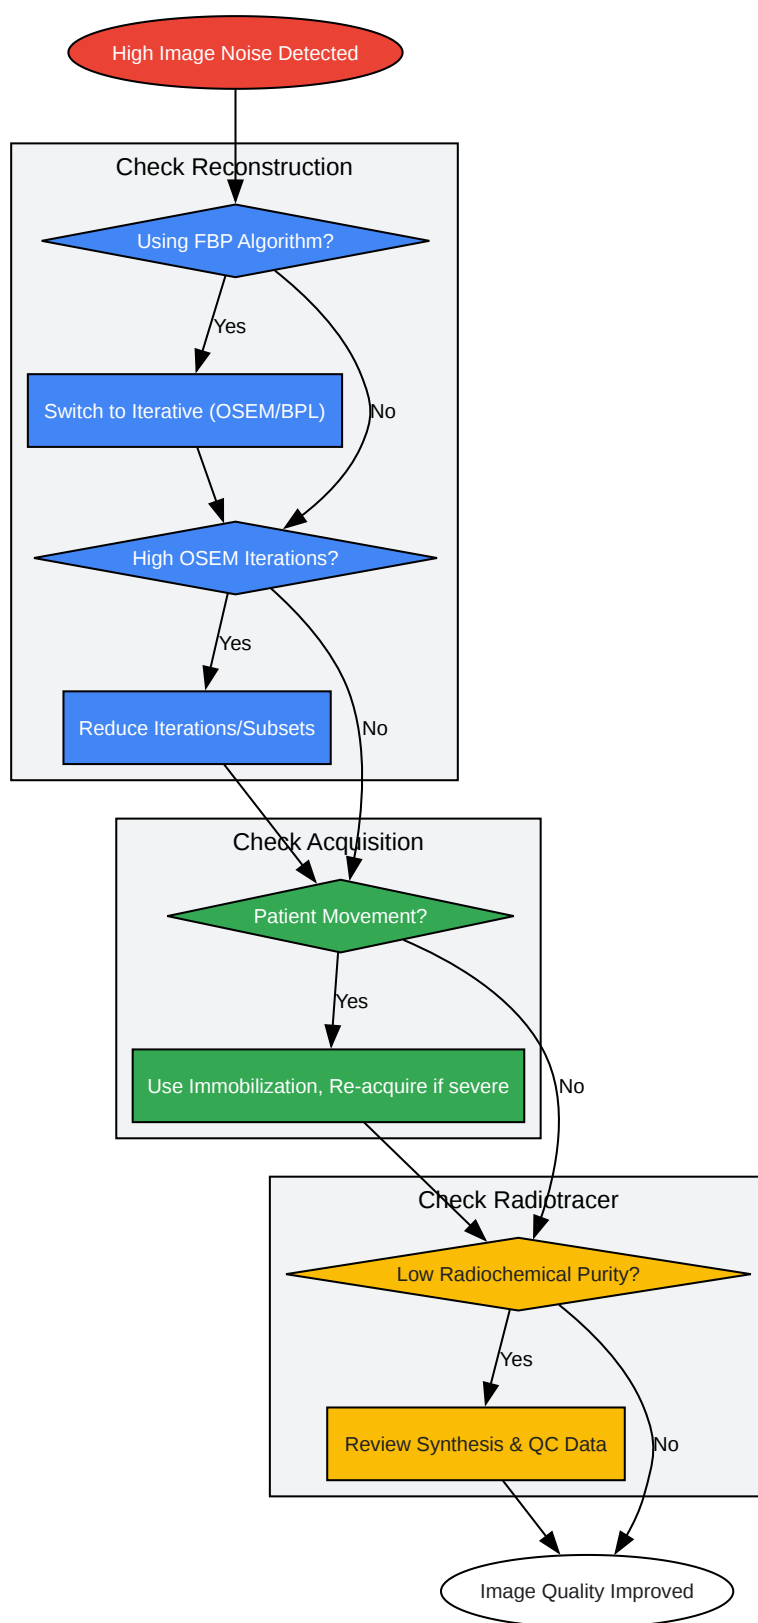 High Image Noise Detected
Check Reconstruction
Using FBP Algorithm?
Yes
Switch to Iterative (OSEM/BPL)
No
High OSEM Iterations?
Yes
Reduce Iterations/Subsets
No
Check Acquisition
Patient Movement?
Yes
Use Immobilization, Re-acquire if severe
No
Check Radiotracer
Low Radiochemical Purity?
Yes
Review Synthesis & QC Data
No
Image Quality Improved